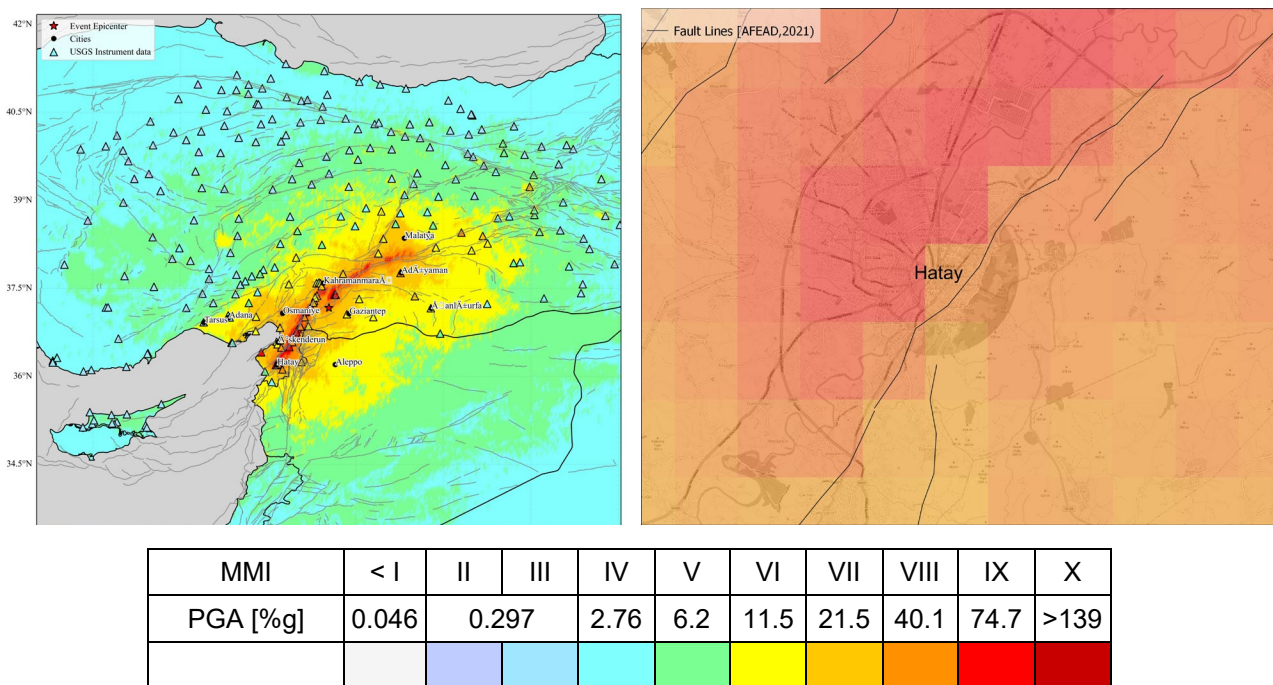 42°N
Event Epicenter
Cities
USGS Instrument data
40.5°N
39°N
Malatya
AdÄ±yaman
KahramanmaraÅ
37.5°N
Osmaniye
Gaziantep
Å anlÄ±urfa
Adana
Tarsus
Ä°skenderun
Hatay
Aleppo
36°N
34.5°N
Fault Lines [AFEAD,2021)
Hatay
MMI < I II III IV V VI VII VIII IX X
PGA [%g] 0.046 0.297 2.76 6.2 11.5 21.5 40.1 74.7 >139